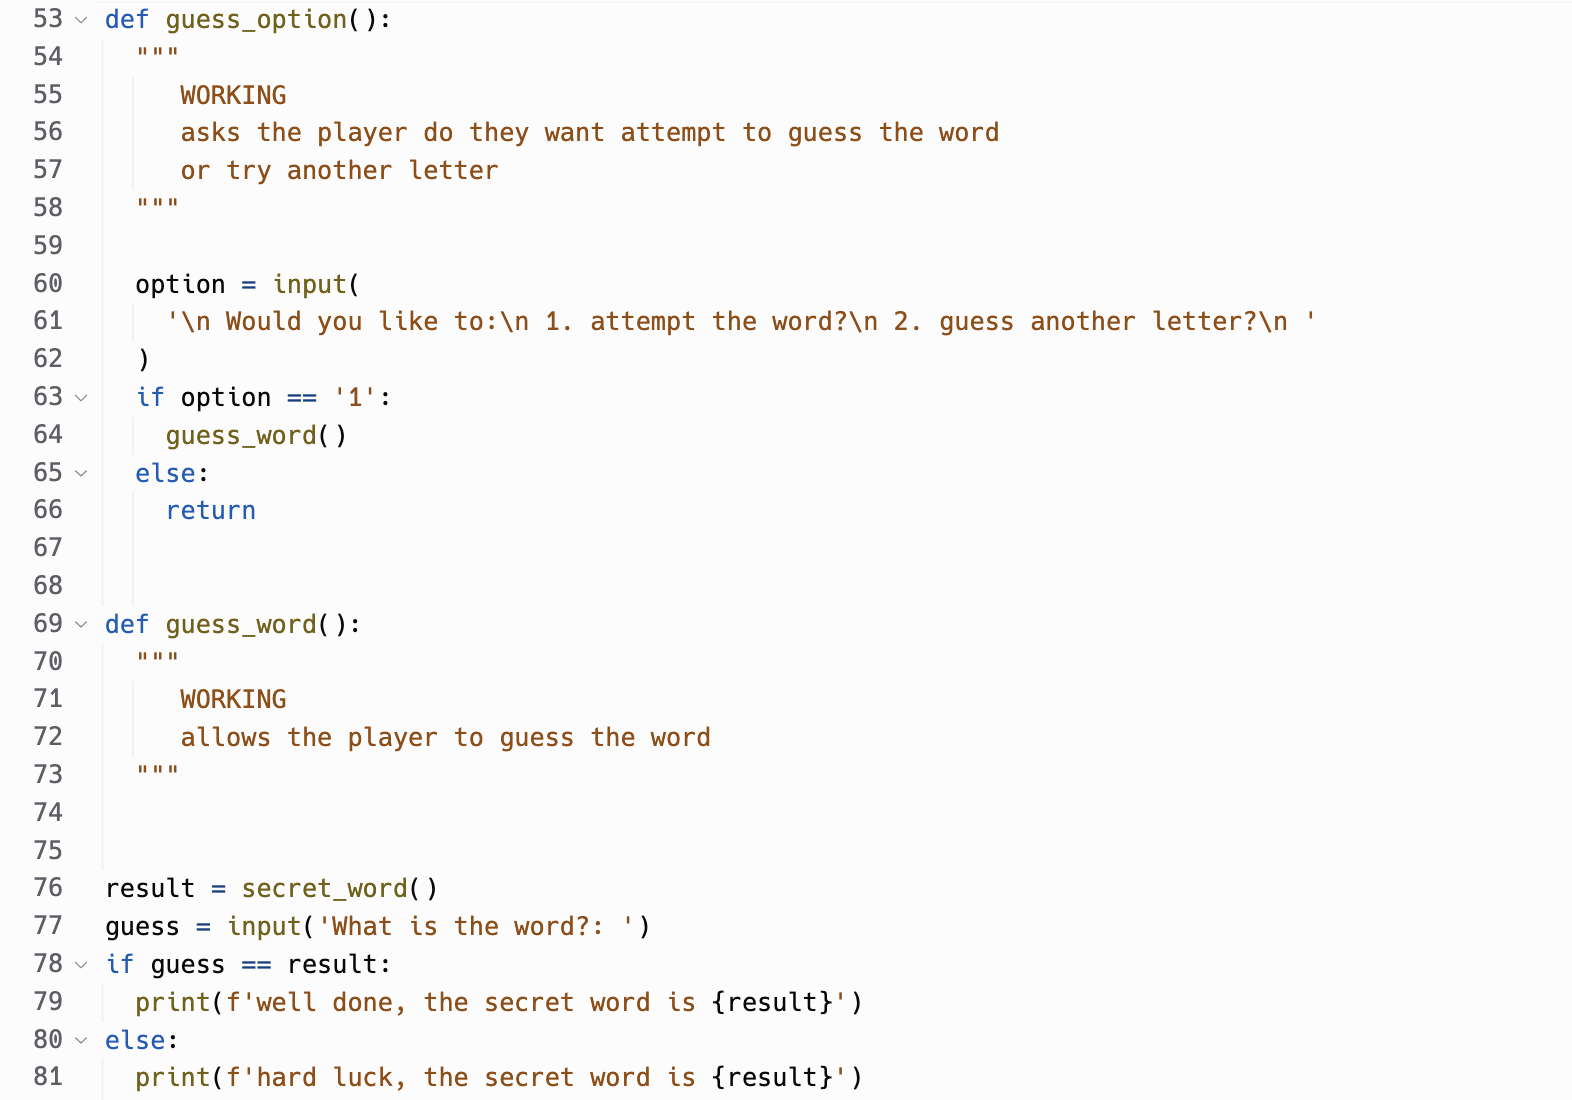 53 def guess_option():
54   """
55      WORKING
56      asks the player do they want attempt to guess the word
57      or try another letter
58   """
59
60   option = input(
61     '\n Would you like to:\n 1. attempt the word?\n 2. guess another letter?\n '
62   )
63   if option == '1':
64     guess_word()
65   else:
66     return
67
68
69 def guess_word():
70   """
71      WORKING
72      allows the player to guess the word
73   """
74
75
76 result = secret_word()
77 guess = input('What is the word?: ')
78 if guess == result:
79   print(f'well done, the secret word is {result}')
80 else:
81   print(f'hard luck, the secret word is {result}')